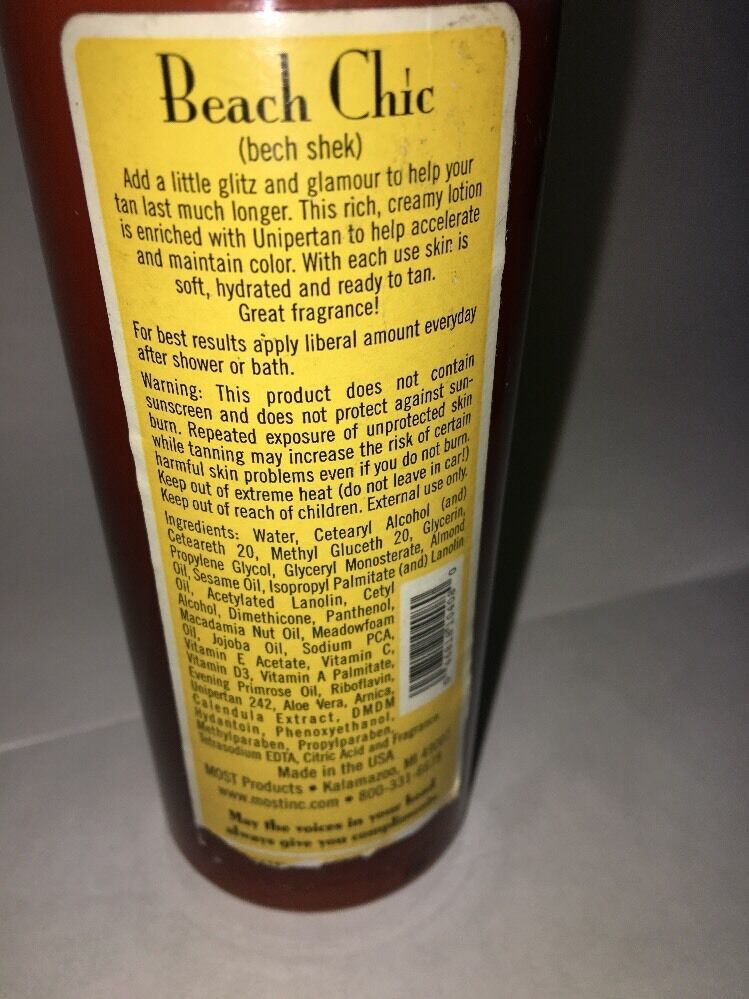 Beach Chic
(bech shek)
Add a little glitz and glamour to help your
tan last much longer. This rich, creamy lotion
is enriched with Unipertan to help accelerate
and maintain color. With each use skin is
soft, hydrated and ready to tan.
Great fragrance!
For best results apply liberal amount everyday
after shower or bath.
Warning: This product does not contain
sunscreen and does not protect against sun-
burn. Repeated exposure of unprotected skin
while tanning may increase the risk of certain
harmful skin problems even if you do not burn.
Keep out of extreme heat (do not leave in car!)
Keep out of reach of children. External use only.
Ingredients: Water, Cetearyl Alcohol (and)
Ceteareth 20, Methyl Gluceth 20, Glycerin,
Propylene Glycol, Glyceryl Monosterate, Almond
Oil, Sesame Oil, Isopropyl Palmitate (and) Lanolin
Oil, Acetylated Lanolin, Cetyl
Alcohol, Dimethicone, Panthenol,
Macadamia Nut Oil, Meadowfoam
Oil, Jojoba Oil, Sodium PCA,
Vitamin E Acetate, Vitamin C,
Vitamin D3, Vitamin A Palmitate,
Evening Primrose Oil, Riboflavin,
Unipertan 242, Aloe Vera, Arnica,
Calendula Extract, DMDM
Hydantoin, Phenoxyethanol,
Methylparaben, Propylparaben,
Tetrasodium EDTA, Citric Acid and Fragrance.
Made in the USA
MOST Products • Kalamazoo, MI
www.mostinc.com • 800-331-
May the voices in your head
always give you compliments.